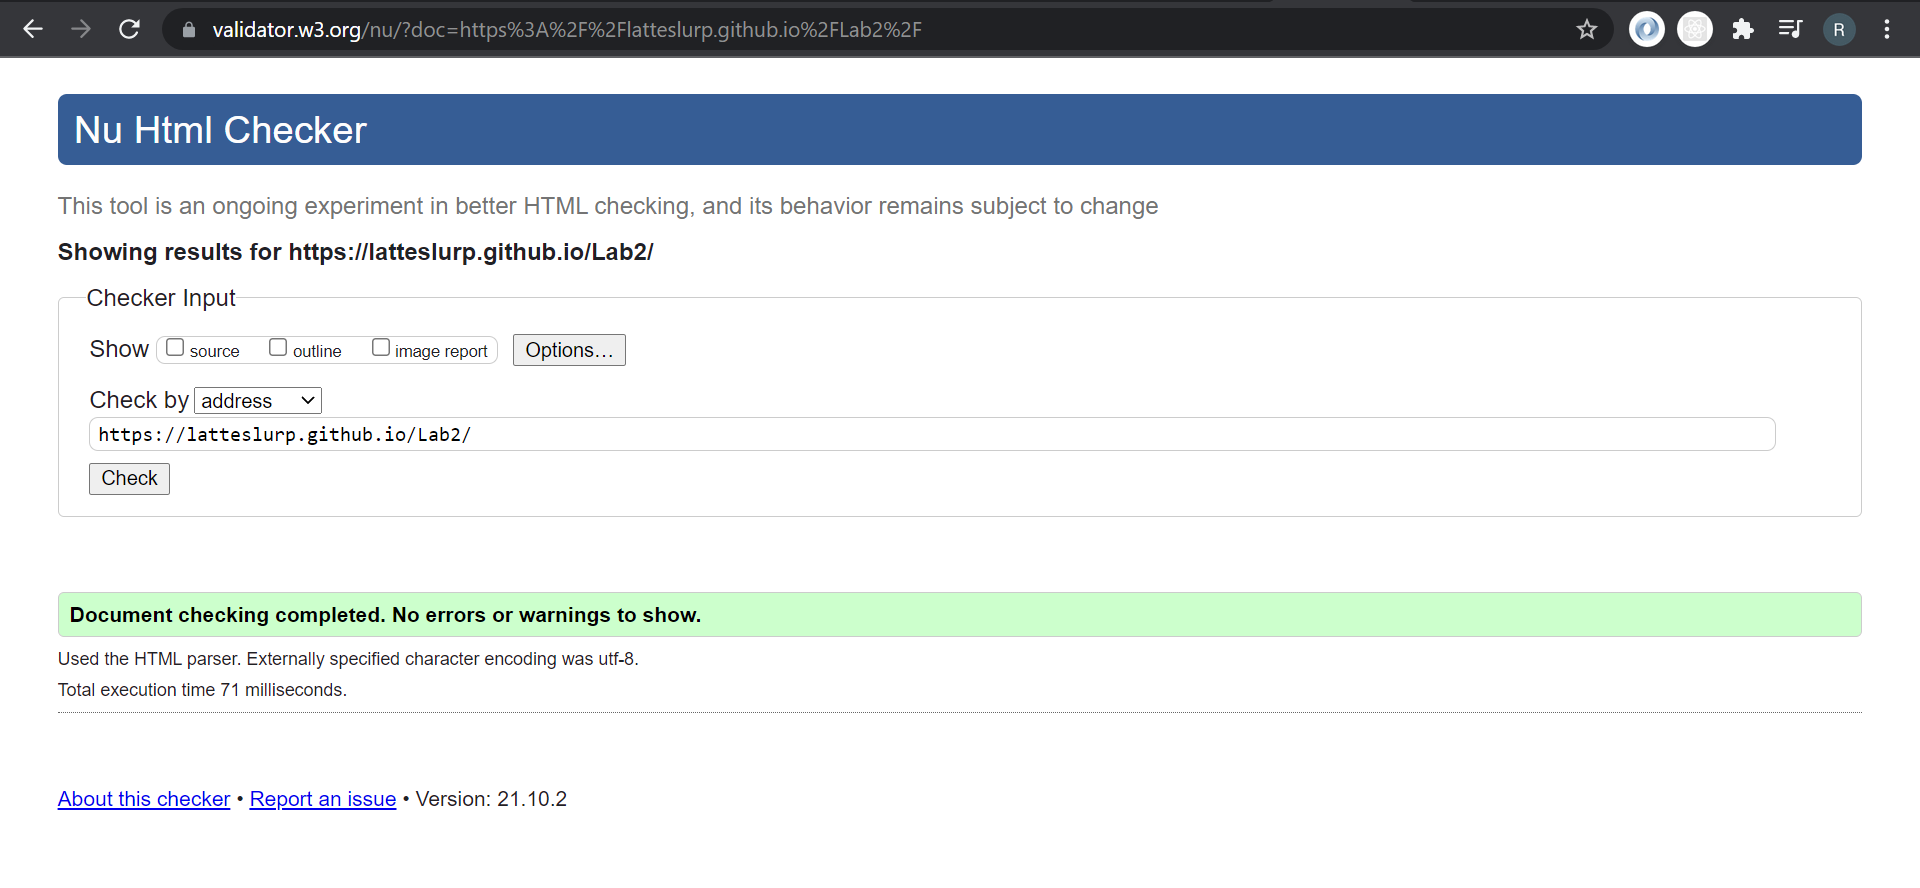 validator.w3.org/nu/?doc=https%3A%2F%2Flatteslurp.github.io%2FLab2%2F
R
Nu Html Checker
This tool is an ongoing experiment in better HTML checking, and its behavior remains subject to change
Showing results for https://latteslurp.github.io/Lab2/
Checker Input
Show source outline image report Options...
Check by address
https://latteslurp.github.io/Lab2/
Check
Document checking completed. No errors or warnings to show.
Used the HTML parser. Externally specified character encoding was utf-8.
Total execution time 71 milliseconds.
About this checker • Report an issue • Version: 21.10.2